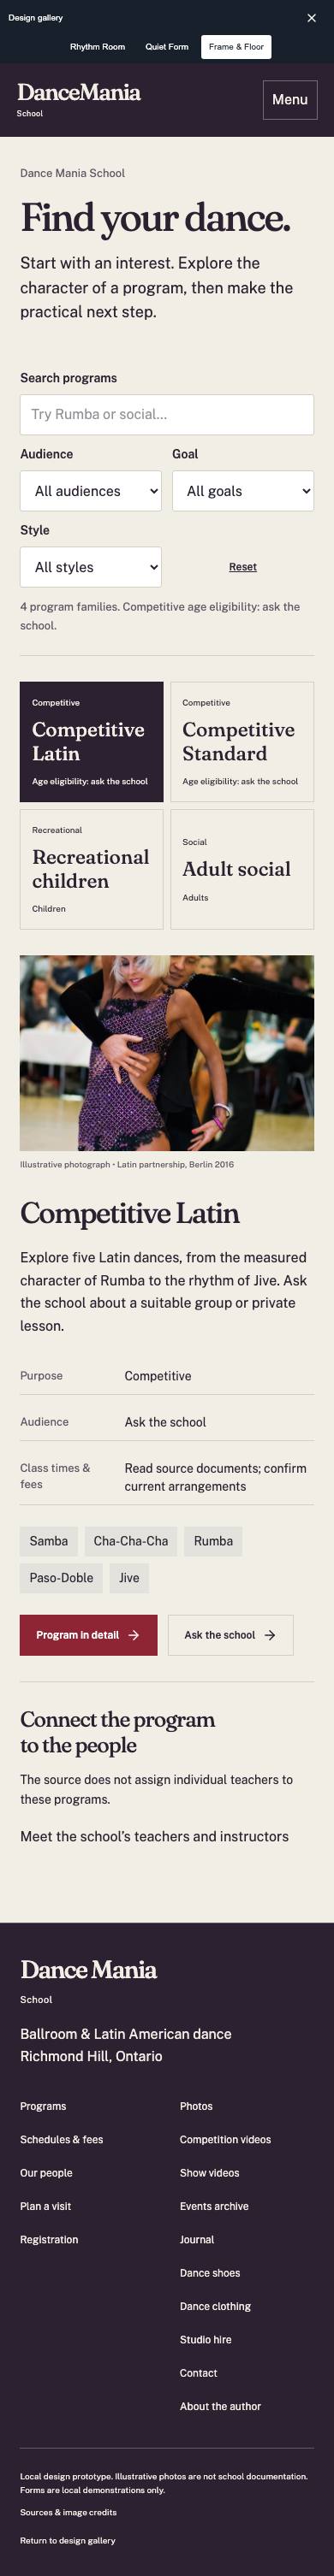 Design gallery
×
Rhythm Room Quiet Form Frame & Floor
DanceMania
School
Menu
Dance Mania School
Find your dance.
Start with an interest. Explore the
character of a program, then make the
practical next step.
Search programs
Try Rumba or social...
Audience Goal
All audiences All goals
Style
All styles Reset
4 program families. Competitive age eligibility: ask the
school.
Competitive
Competitive
Latin
Age eligibility: ask the school
Competitive
Competitive
Standard
Age eligibility: ask the school
Recreational
Recreational
children
Children
Social
Adult social
Adults
Illustrative photograph • Latin partnership, Berlin 2016
Competitive Latin
Explore five Latin dances, from the measured
character of Rumba to the rhythm of Jive. Ask
the school about a suitable group or private
lesson.
Purpose Competitive
Audience Ask the school
Class times &
fees
Read source documents; confirm
current arrangements
Samba Cha-Cha-Cha Rumba
Paso-Doble Jive
Program in detail → Ask the school →
Connect the program
to the people
The source does not assign individual teachers to
these programs.
Meet the school's teachers and instructors
Dance Mania
School
Ballroom & Latin American dance
Richmond Hill, Ontario
Programs
Schedules & fees
Our people
Plan a visit
Registration
Photos
Competition videos
Show videos
Events archive
Journal
Dance shoes
Dance clothing
Studio hire
Contact
About the author
Local design prototype. Illustrative photos are not school documentation.
Forms are local demonstrations only.
Sources & image credits
Return to design gallery